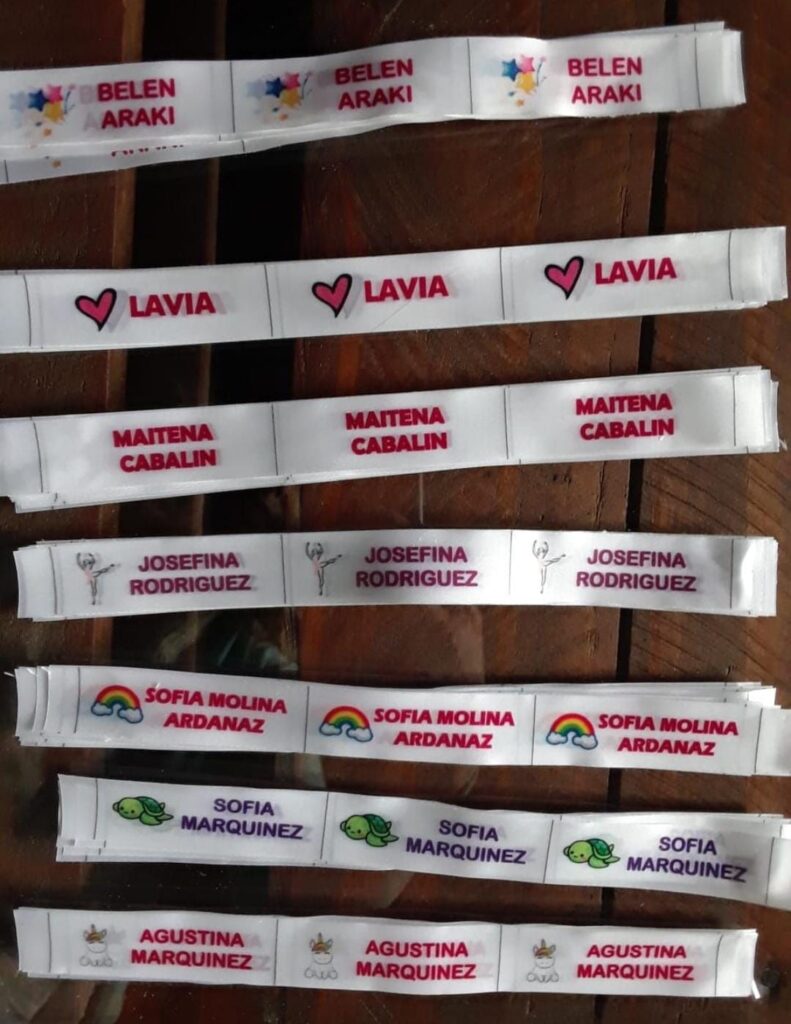 BELEN
ARAKI
BELEN
ARAKI
BELEN
ARAKI
LAVIA
LAVIA
LAVIA
MAITENA
CABALIN
MAITENA
CABALIN
MAITENA
CABALIN
JOSEFINA
RODRIGUEZ
JOSEFINA
RODRIGUEZ
JOSEFINA
RODRIGUEZ
SOFIA MOLINA
ARDANAZ
SOFIA MOLINA
ARDANAZ
SOFIA MOLINA
ARDANAZ
SOFIA
MARQUINEZ
SOFIA
MARQUINEZ
SOFIA
MARQUINEZ
AGUSTINA
MARQUINEZ
AGUSTINA
MARQUINEZ
AGUSTINA
MARQUINEZ